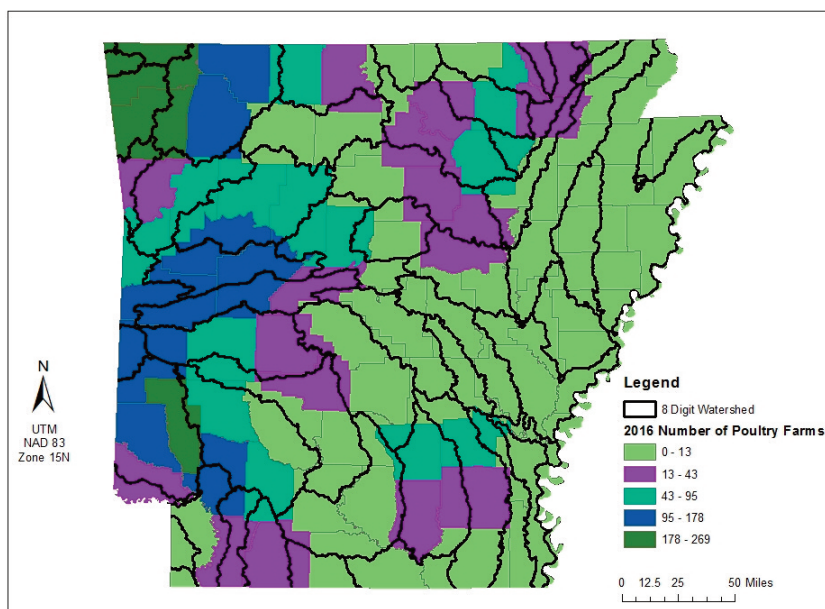 UTM
NAD 83
Zone 15N
Legend
8 Digit Watershed
2016 Number of Poultry Farms
0 - 13
13 - 43
43 - 95
95 - 178
178 - 269
0 12.5 25 50 Miles